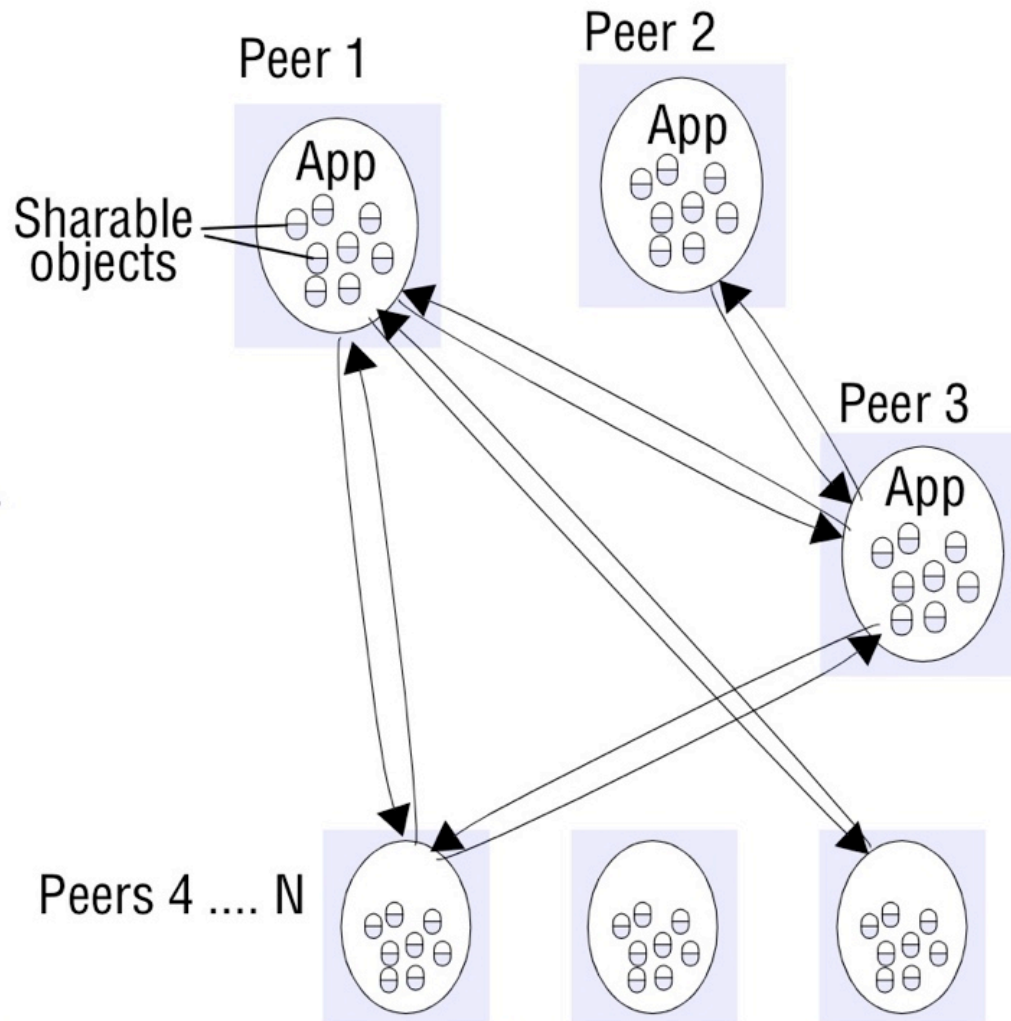 Peer 1
Peer 2
App
App
Sharable
objects
Peer 3
App
Peers 4 .... N